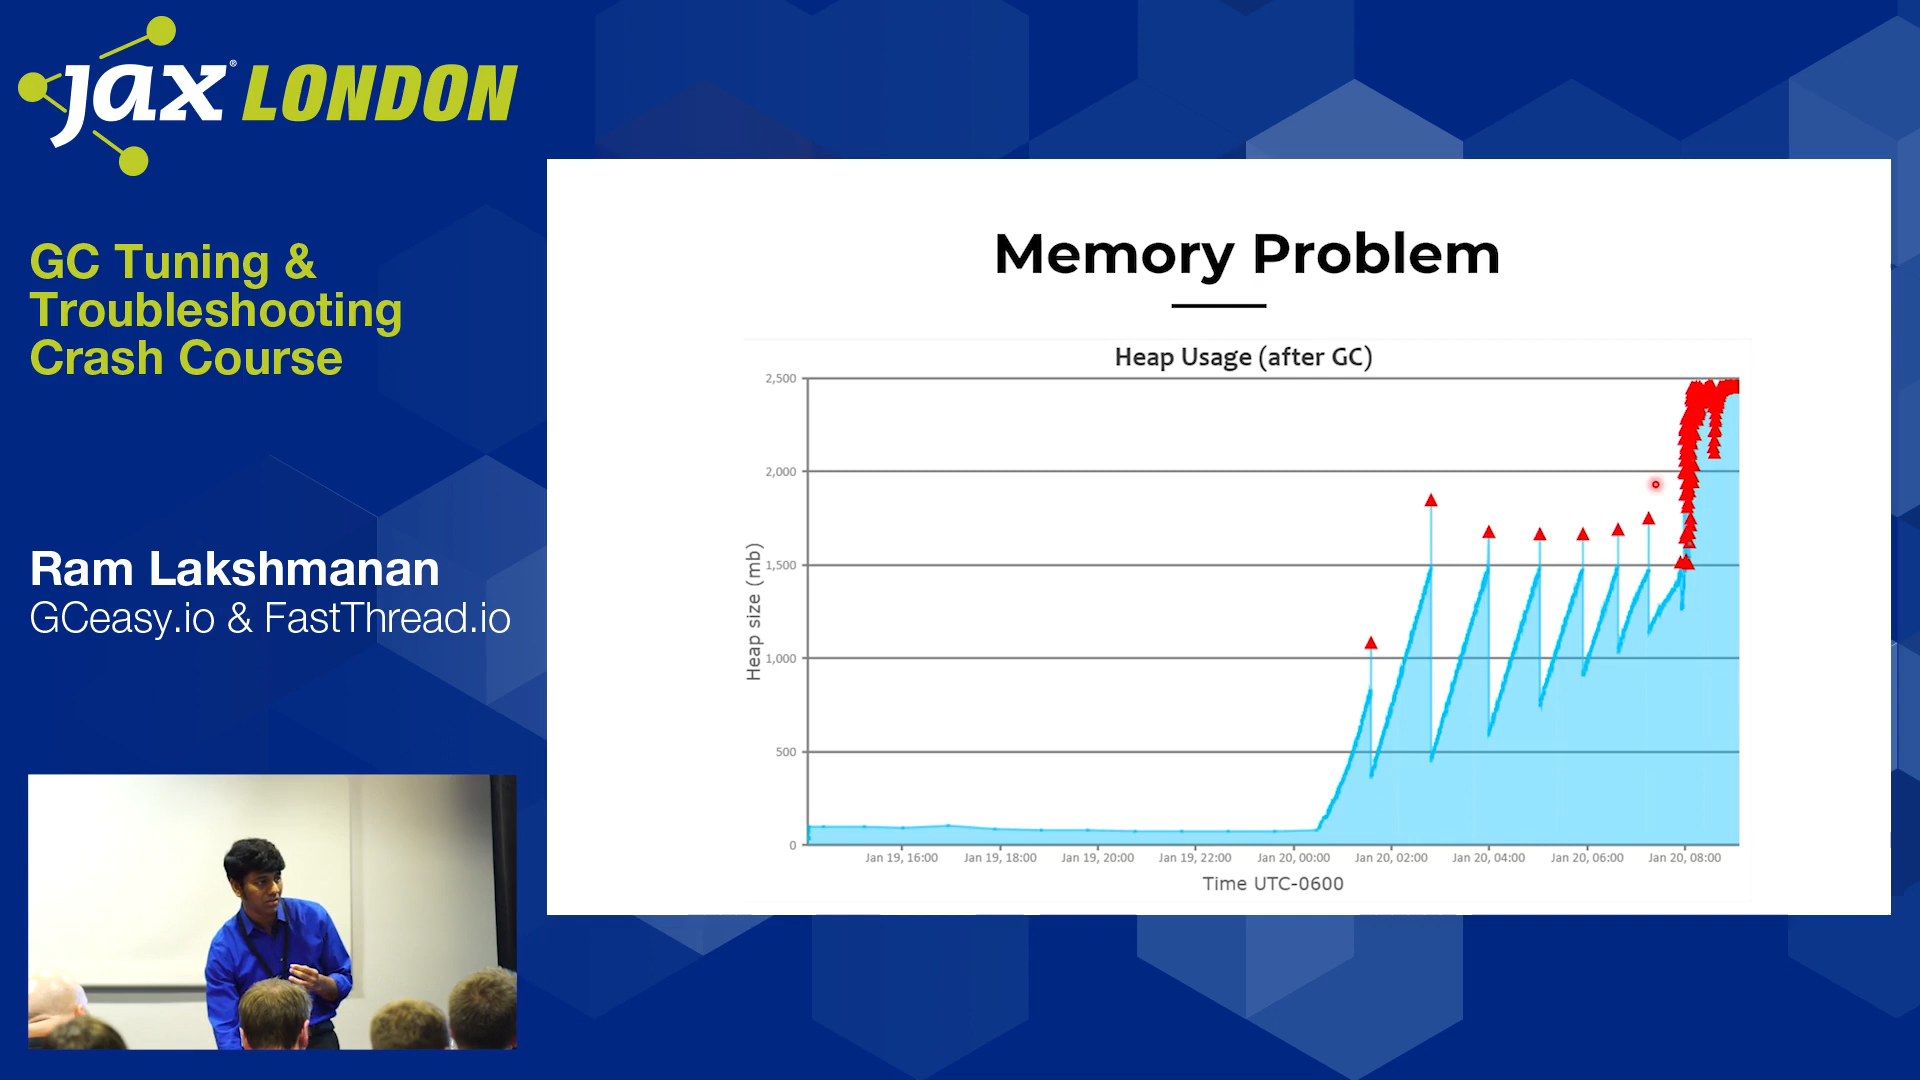 jax® LONDON
GC Tuning &
Troubleshooting
Crash Course
Ram Lakshmanan
GCeasy.io & FastThread.io
Memory Problem
Heap Usage (after GC)
Heap size (mb)
2,500
2,000
1,500
1,000
500
0
Jan 19, 16:00 Jan 19, 18:00 Jan 19, 20:00 Jan 19, 22:00 Jan 20, 00:00 Jan 20, 02:00 Jan 20, 04:00 Jan 20, 06:00 Jan 20, 08:00
Time UTC-0600